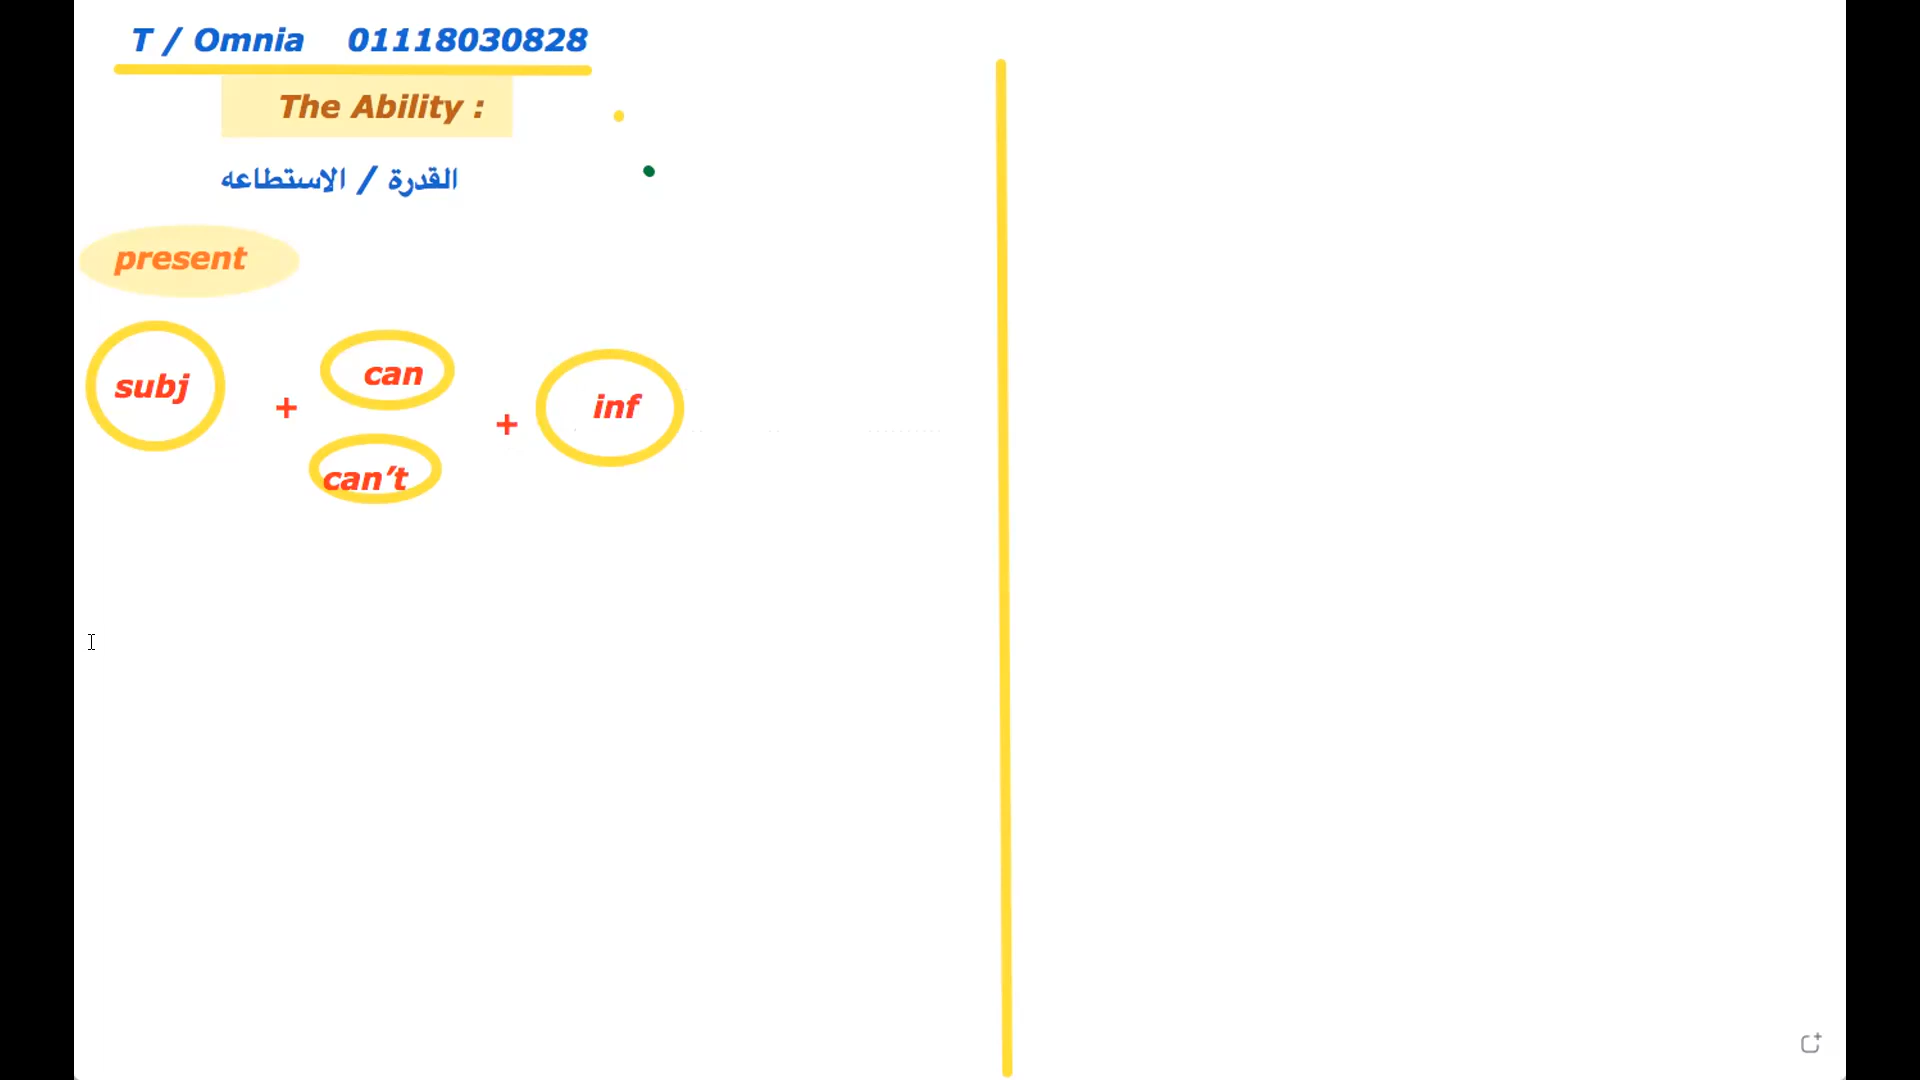 T / Omnia 01118030828
The Ability :
القدرة / الاستطاعه
present
subj + can + inf
can't